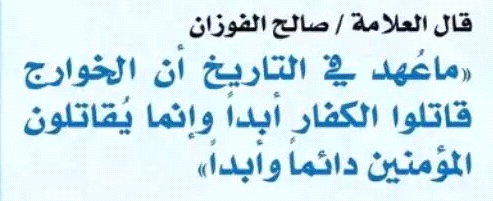 قال العلامة / صالح الفوزان
«ماعُهد في التاريخ أن الخوارج
قاتلوا الكفار أبداً وإنما يُقاتلون
المؤمنين دائماً وأبداً»